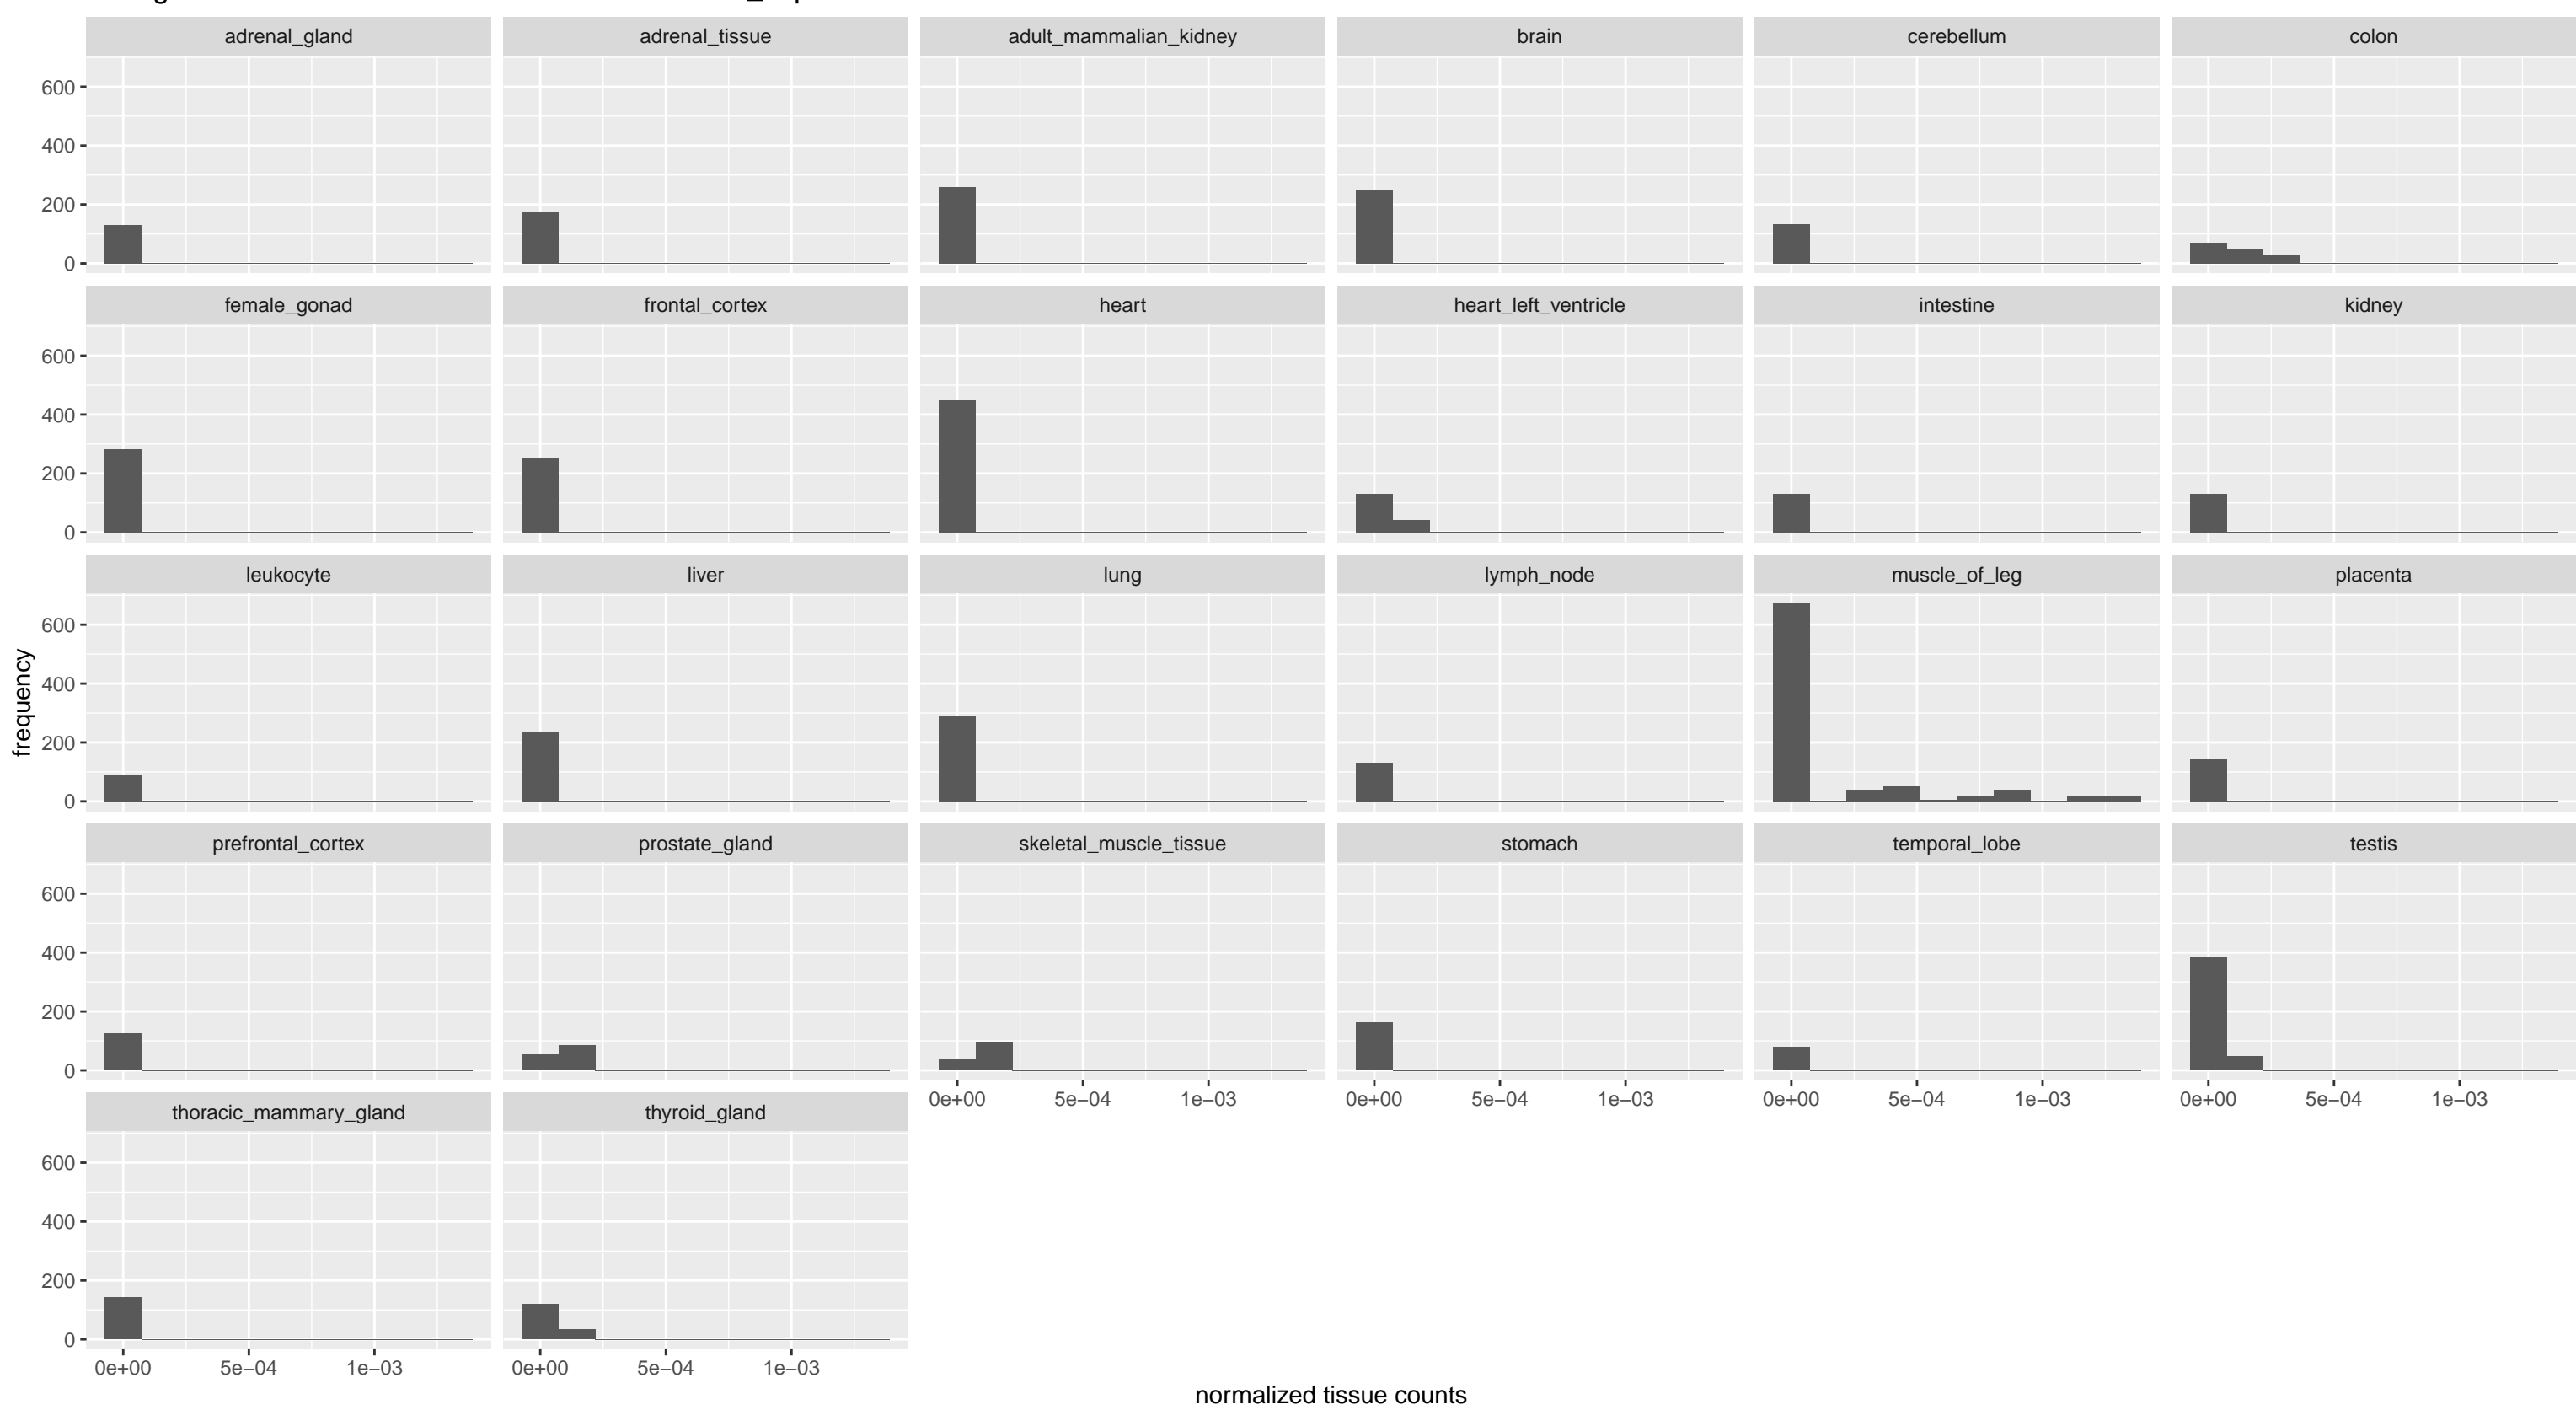 adrenal_gland adrenal_tissue adult_mammalian_kidney brain cerebellum colon
600
400
200
0
female_gonad frontal_cortex heart heart_left_ventricle intestine kidney
600
400
200
0
leukocyte liver lung lymph_node muscle_of_leg placenta
600
400
200
0
frequency
prefrontal_cortex prostate_gland skeletal_muscle_tissue stomach temporal_lobe testis
600
400
200
0
0e+00 5e−04 1e−03 0e+00 5e−04 1e−03 0e+00 5e−04 1e−03 0e+00 5e−04 1e−03
thoracic_mammary_gland thyroid_gland
600
400
200
0
0e+00 5e−04 1e−03 0e+00 5e−04 1e−03
normalized tissue counts